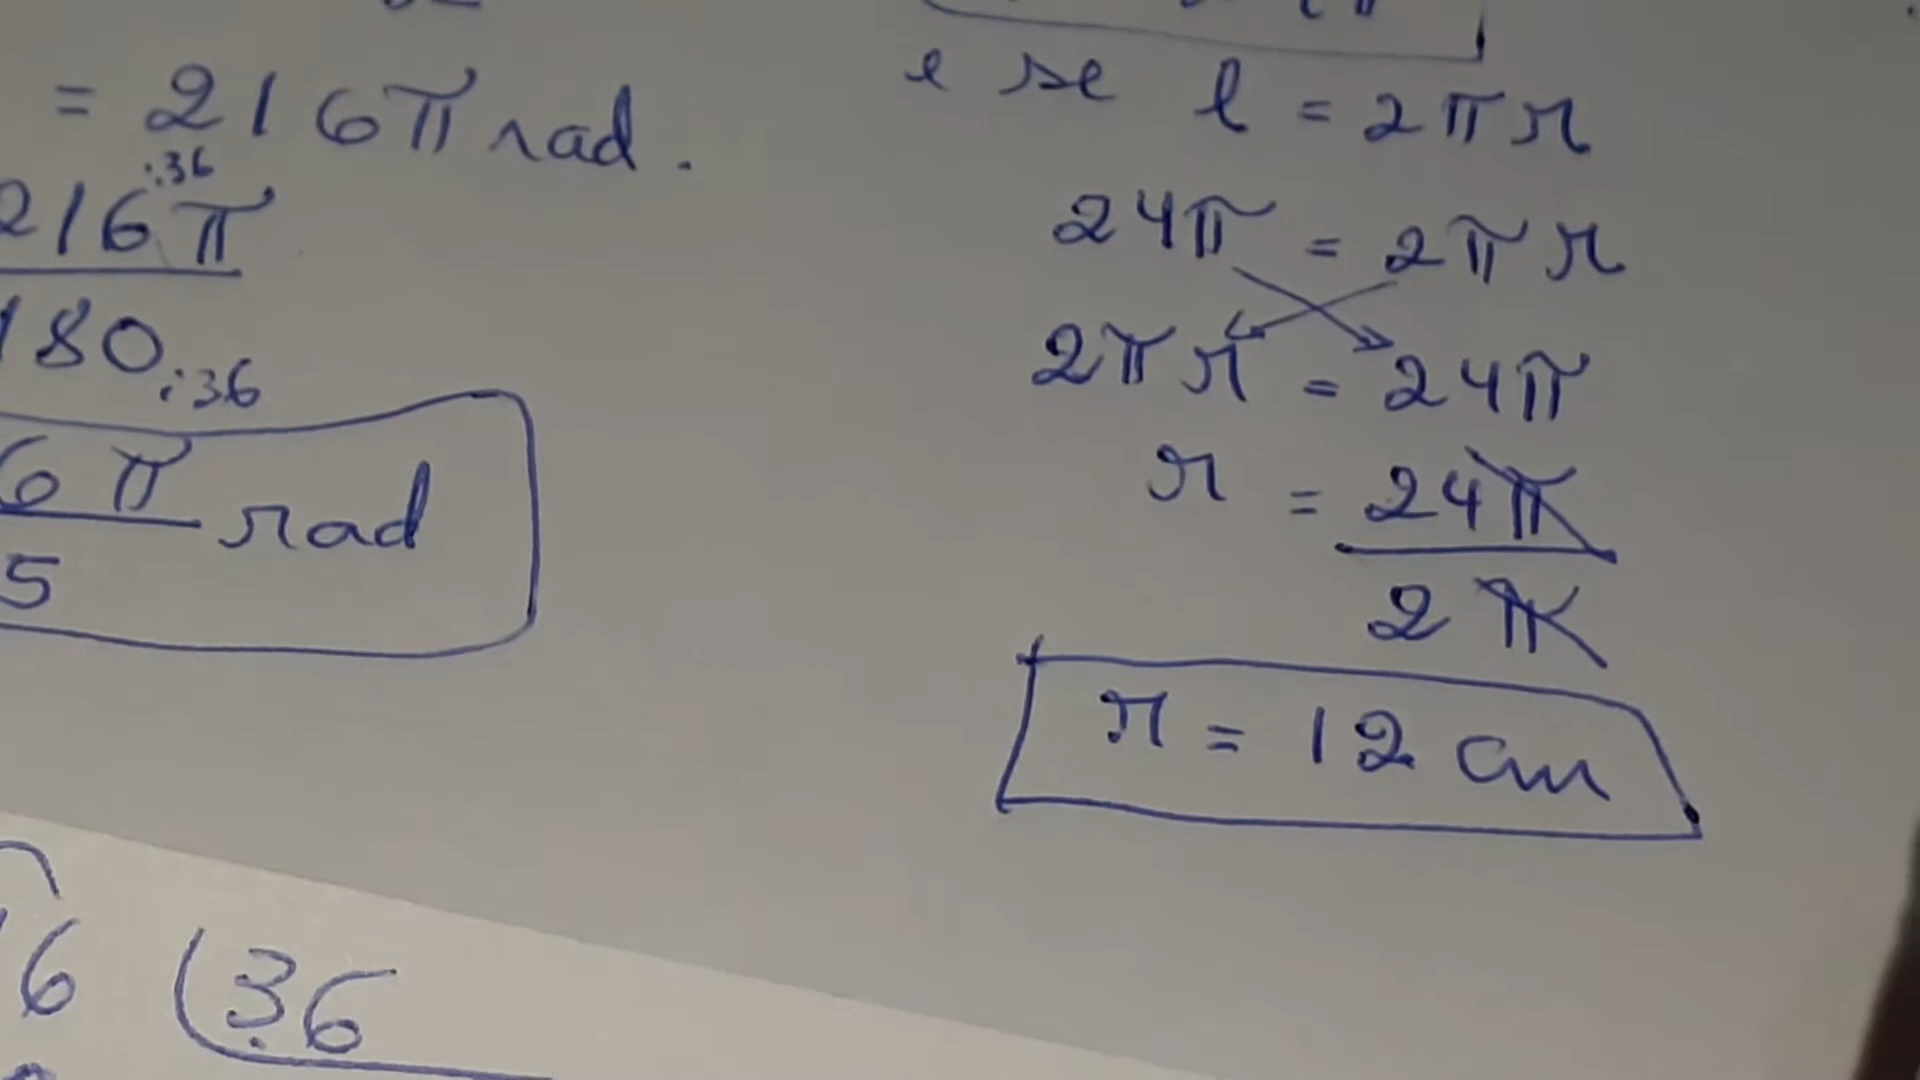 = 216π rad.
216π :36
180 :36
6π
5 rad
e se l = 2πr
24π = 2πr
2πr = 24π
r = 24π
2π
r = 12 cm
6 36